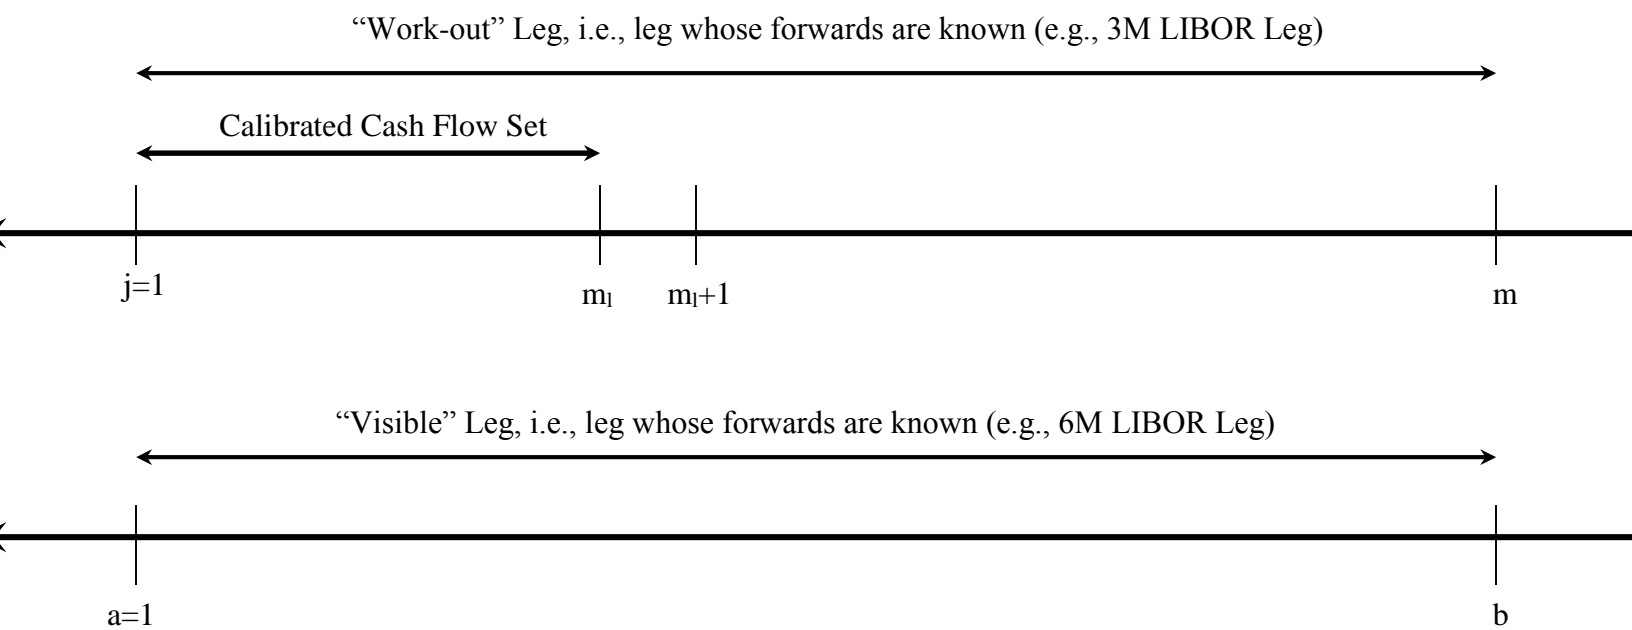 “Work-out” Leg, i.e., leg whose forwards are known (e.g., 3M LIBOR Leg)
Calibrated Cash Flow Set
j=1
mₗ
mₗ+1
m
“Visible” Leg, i.e., leg whose forwards are known (e.g., 6M LIBOR Leg)
a=1
b